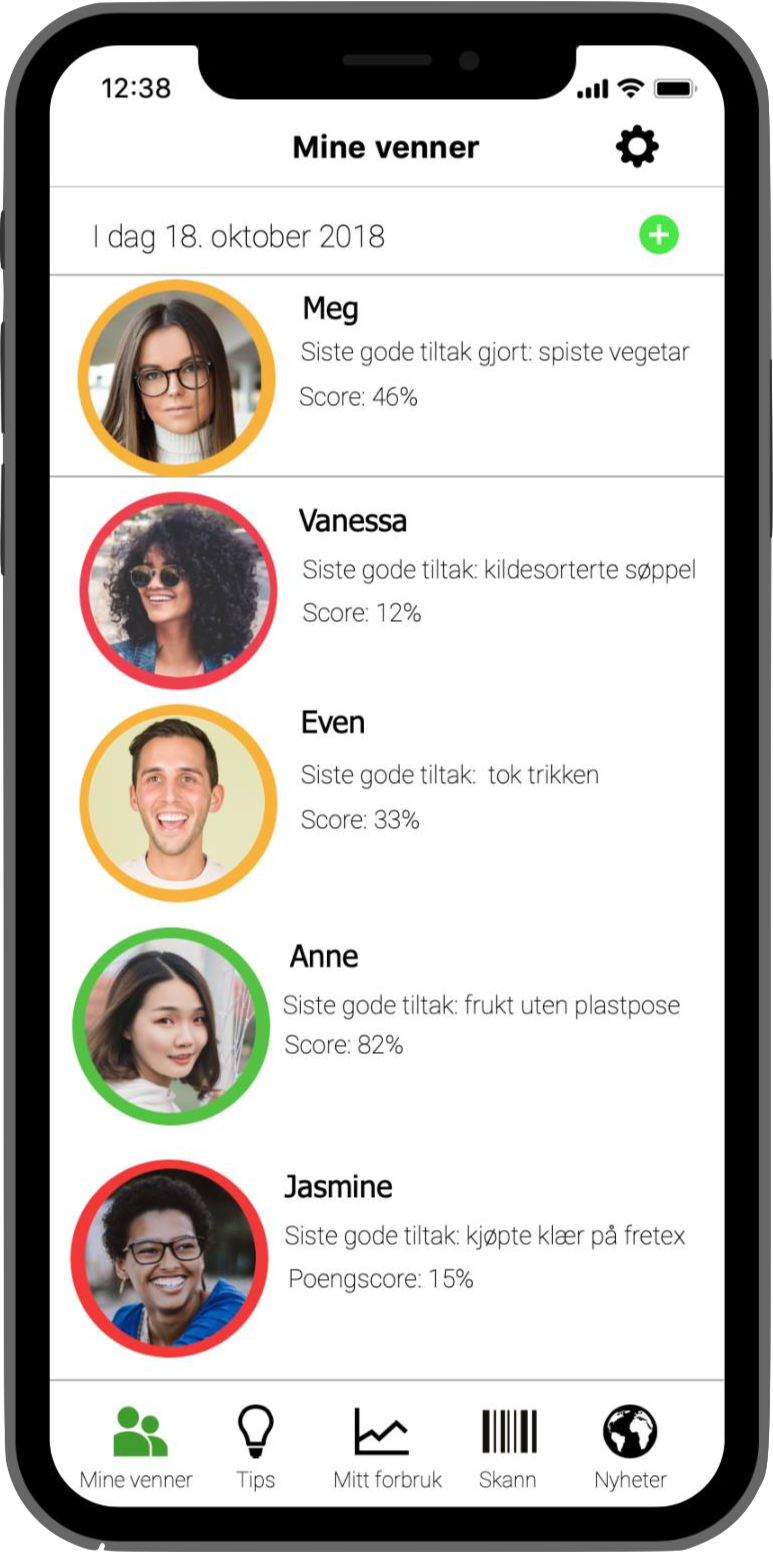 12:38
Mine venner
I dag 18. oktober 2018
Meg
Siste gode tiltak gjort: spiste vegetar
Score: 46%
Vanessa
Siste gode tiltak: kildesorterte søppel
Score: 12%
Even
Siste gode tiltak:  tok trikken
Score: 33%
Anne
Siste gode tiltak: frukt uten plastpose
Score: 82%
Jasmine
Siste gode tiltak: kjøpte klær på fretex
Poengscore: 15%
Mine venner Tips Mitt forbruk Skann Nyheter